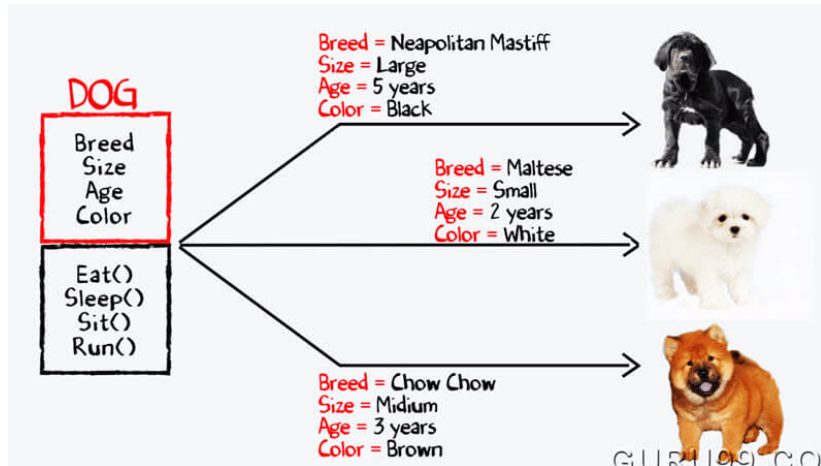 DOG
Breed
Size
Age
Color
Eat()
Sleep()
Sit()
Run()
Breed = Neapolitan Mastiff
Size = Large
Age = 5 years
Color = Black
Breed = Maltese
Size = Small
Age = 2 years
Color = White
Breed = Chow Chow
Size = Midium
Age = 3 years
Color = Brown
GURU99.CO